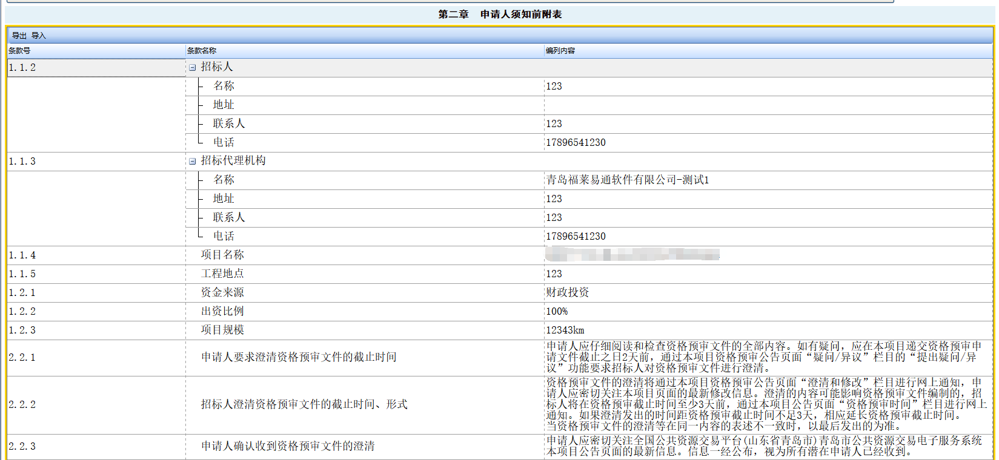 第二章 申请人须知前附表
导出 导入
条款号 条款名称 编列内容
1.1.2 招标人
名称 123
地址
联系人 123
电话 17896541230
1.1.3 招标代理机构
名称 青岛福莱易通软件有限公司-测试1
地址 123
联系人 123
电话 17896541230
1.1.4 项目名称
1.1.5 工程地点 123
1.2.1 资金来源 财政投资
1.2.2 出资比例 100%
1.2.3 项目规模 12343km
2.2.1 申请人要求澄清资格预审文件的截止时间
申请人应仔细阅读和检查资格预审文件的全部内容。如有疑问，应在本项目递交资格预审申
请文件截止之日2天前，通过本项目资格预审公告页面“疑问/异议”栏目的“提出疑问/异
议”功能要求招标人对资格预审文件进行澄清。
2.2.2 招标人澄清资格预审文件的截止时间、形式
资格预审文件的澄清将通过本项目资格预审公告页面“澄清和修改”栏目进行网上通知，申
请人应密切关注本项目页面的最新修改信息。澄清的内容可能影响资格预审文件编制的，招
标人将在资格预审截止时间至少3天前，通过本项目公告页面“资格预审时间”栏目进行网上
通知。如果澄清发出的时间距资格预审截止时间不足3天，相应延长资格预审截止时间。
当资格预审文件的澄清等在同一内容的表述不一致时，以最后发出的为准。
2.2.3 申请人确认收到资格预审文件的澄清
申请人应密切关注全国公共资源交易平台(山东省青岛市)青岛市公共资源交易电子服务系统
本项目公告页面的最新信息。信息一经公布，视为所有潜在申请人已经收到。